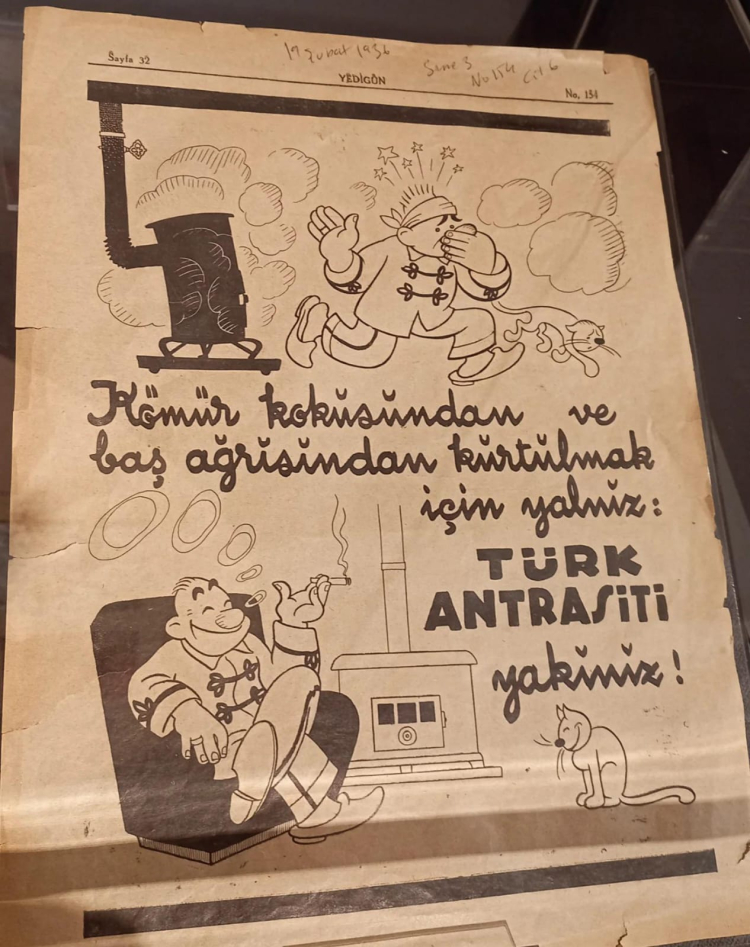 19 Şubat 1936 Sene 3 No 154 Cilt 6
Sayfa 32 YEDİGÜN No, 154
Kömür kokusundan ve
baş ağrısından kurtulmak
için yalnız:
TÜRK
ANTRASİTİ
yakınız!